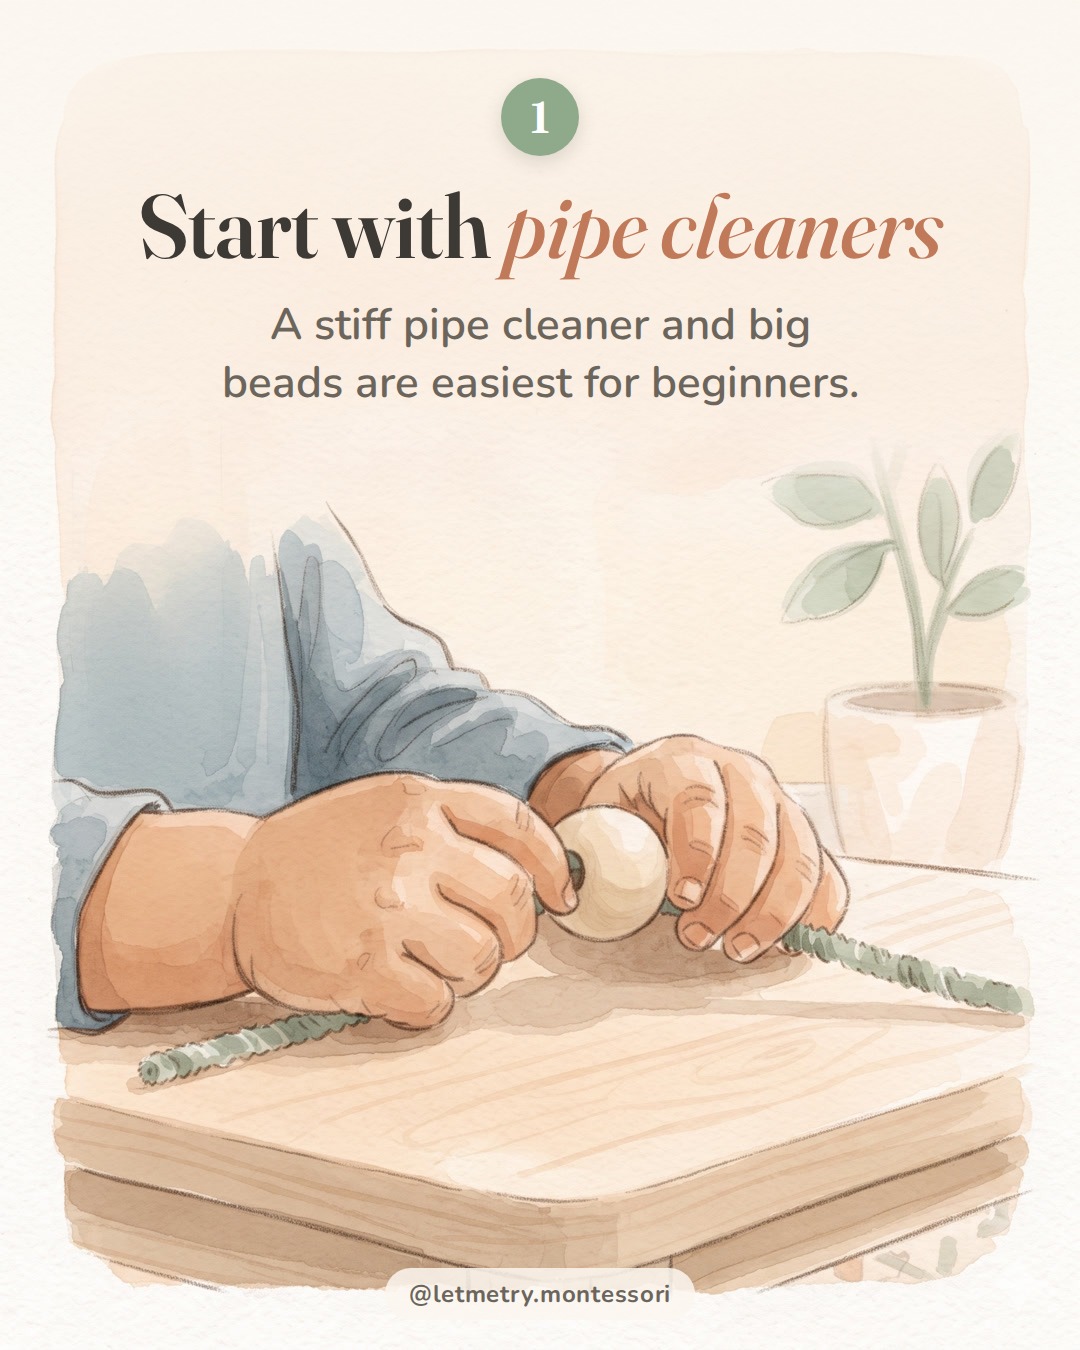 1
Start with pipe cleaners
A stiff pipe cleaner and big
beads are easiest for beginners.
@letmetry.montessori